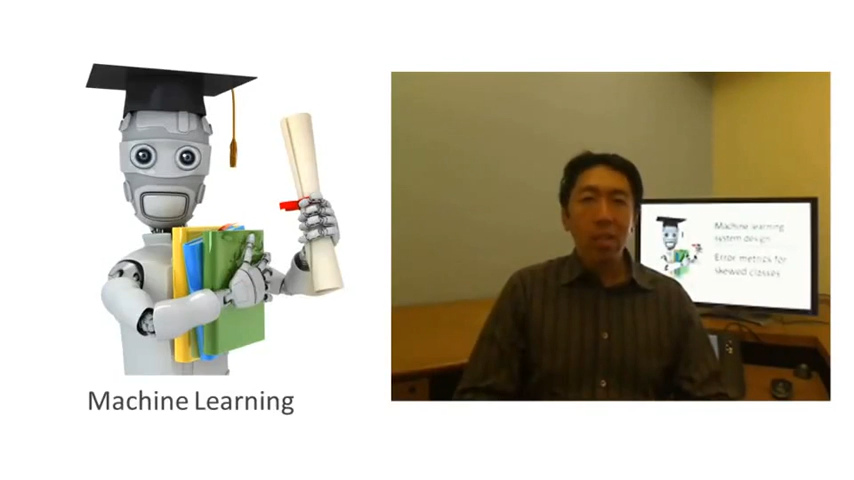 Machine learning
system design
Error metrics for
skewed classes
Machine Learning